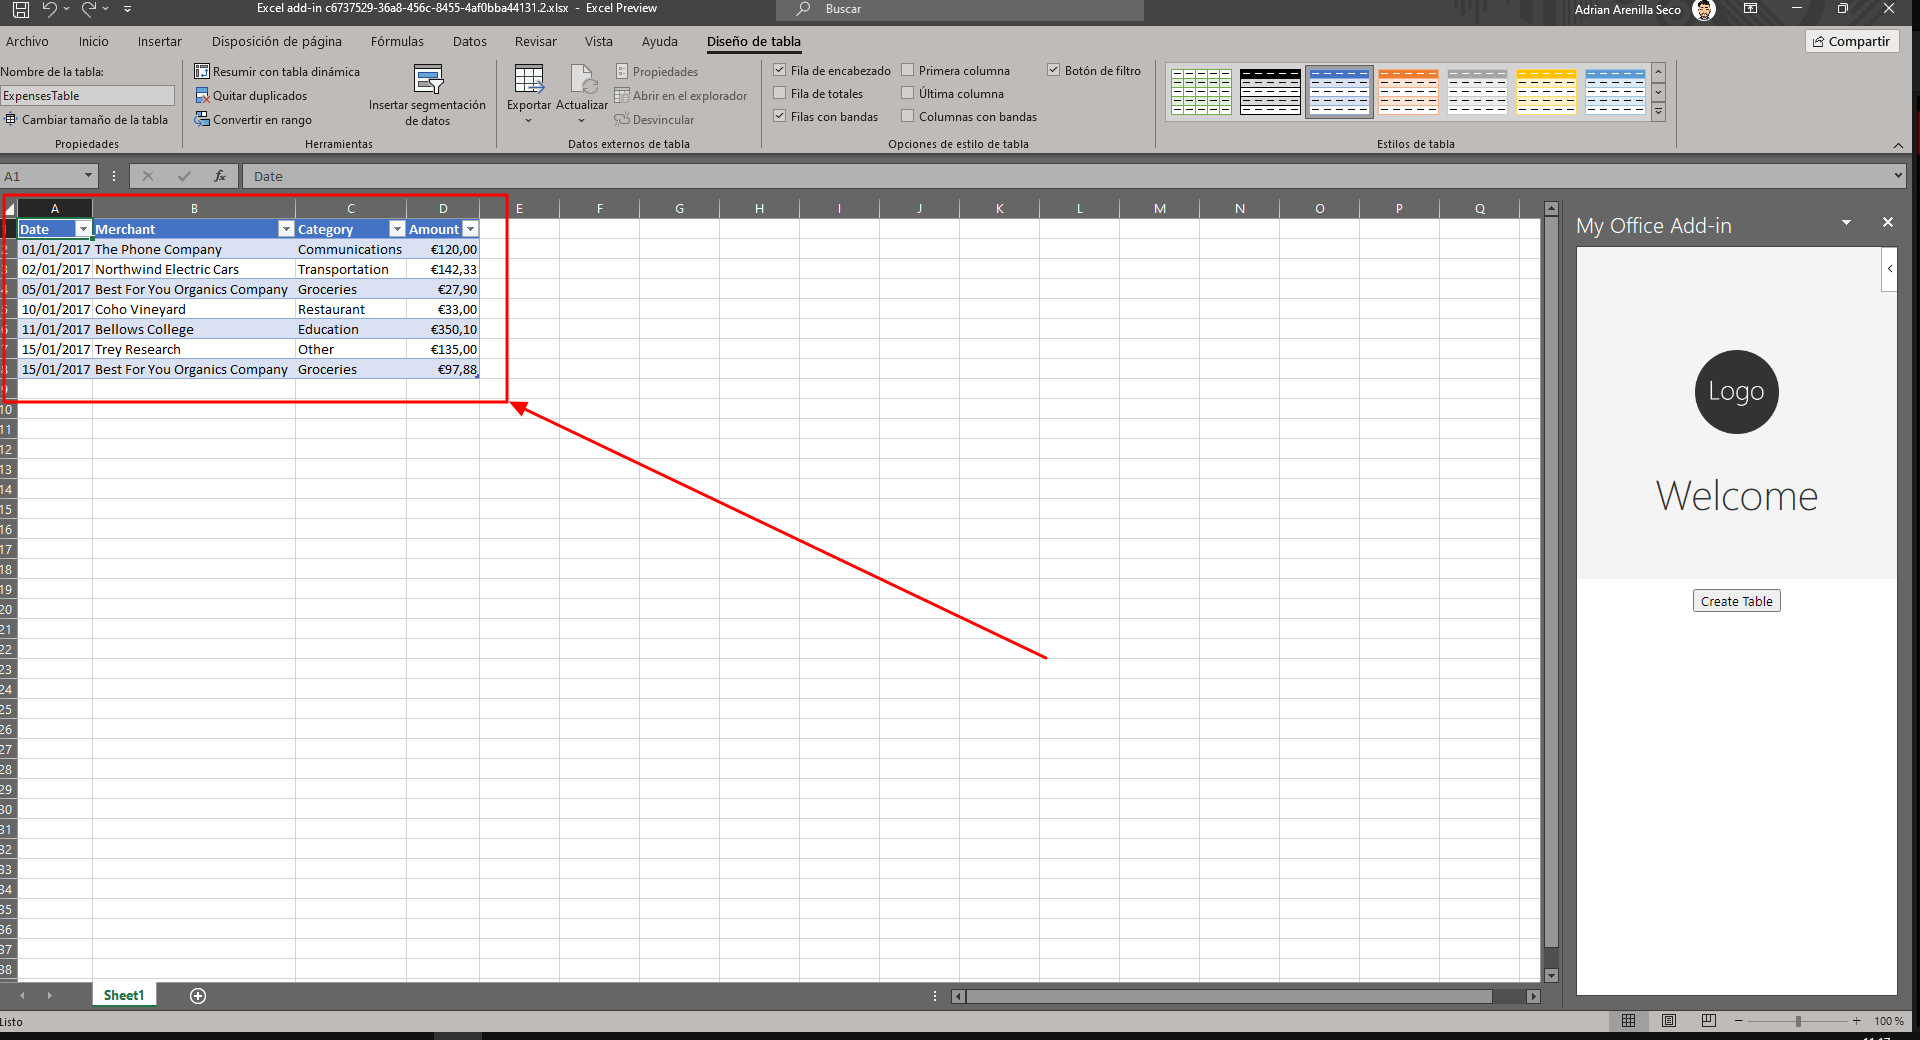 Excel add-in c6737529-36a8-456c-8455-4af0bba44131.2.xlsx - Excel Preview
Buscar
Adrian Arenilla Seco
Archivo Inicio Insertar Disposición de página Fórmulas Datos Revisar Vista Ayuda Diseño de tabla
Compartir
Nombre de la tabla:
ExpensesTable
Cambiar tamaño de la tabla
Propiedades
Resumir con tabla dinámica
Quitar duplicados
Convertir en rango
Insertar segmentación
de datos
Herramientas
Exportar Actualizar
Propiedades
Abrir en el explorador
Desvincular
Datos externos de tabla
Fila de encabezado Primera columna Botón de filtro
Fila de totales Última columna
Filas con bandas Columnas con bandas
Opciones de estilo de tabla
Estilos de tabla
A1 fx Date
A B C D E F G H I J K L M N O P Q
Date Merchant Category Amount
2 01/01/2017 The Phone Company Communications €120,00
3 02/01/2017 Northwind Electric Cars Transportation €142,33
4 05/01/2017 Best For You Organics Company Groceries €27,90
5 10/01/2017 Coho Vineyard Restaurant €33,00
6 11/01/2017 Bellows College Education €350,10
7 15/01/2017 Trey Research Other €135,00
8 15/01/2017 Best For You Organics Company Groceries €97,88
9
10
11
12
13
14
15
16
17
18
19
20
21
22
23
24
25
26
27
28
29
30
31
32
33
34
35
36
37
38
My Office Add-in
Logo
Welcome
Create Table
Sheet1
Listo
100 %